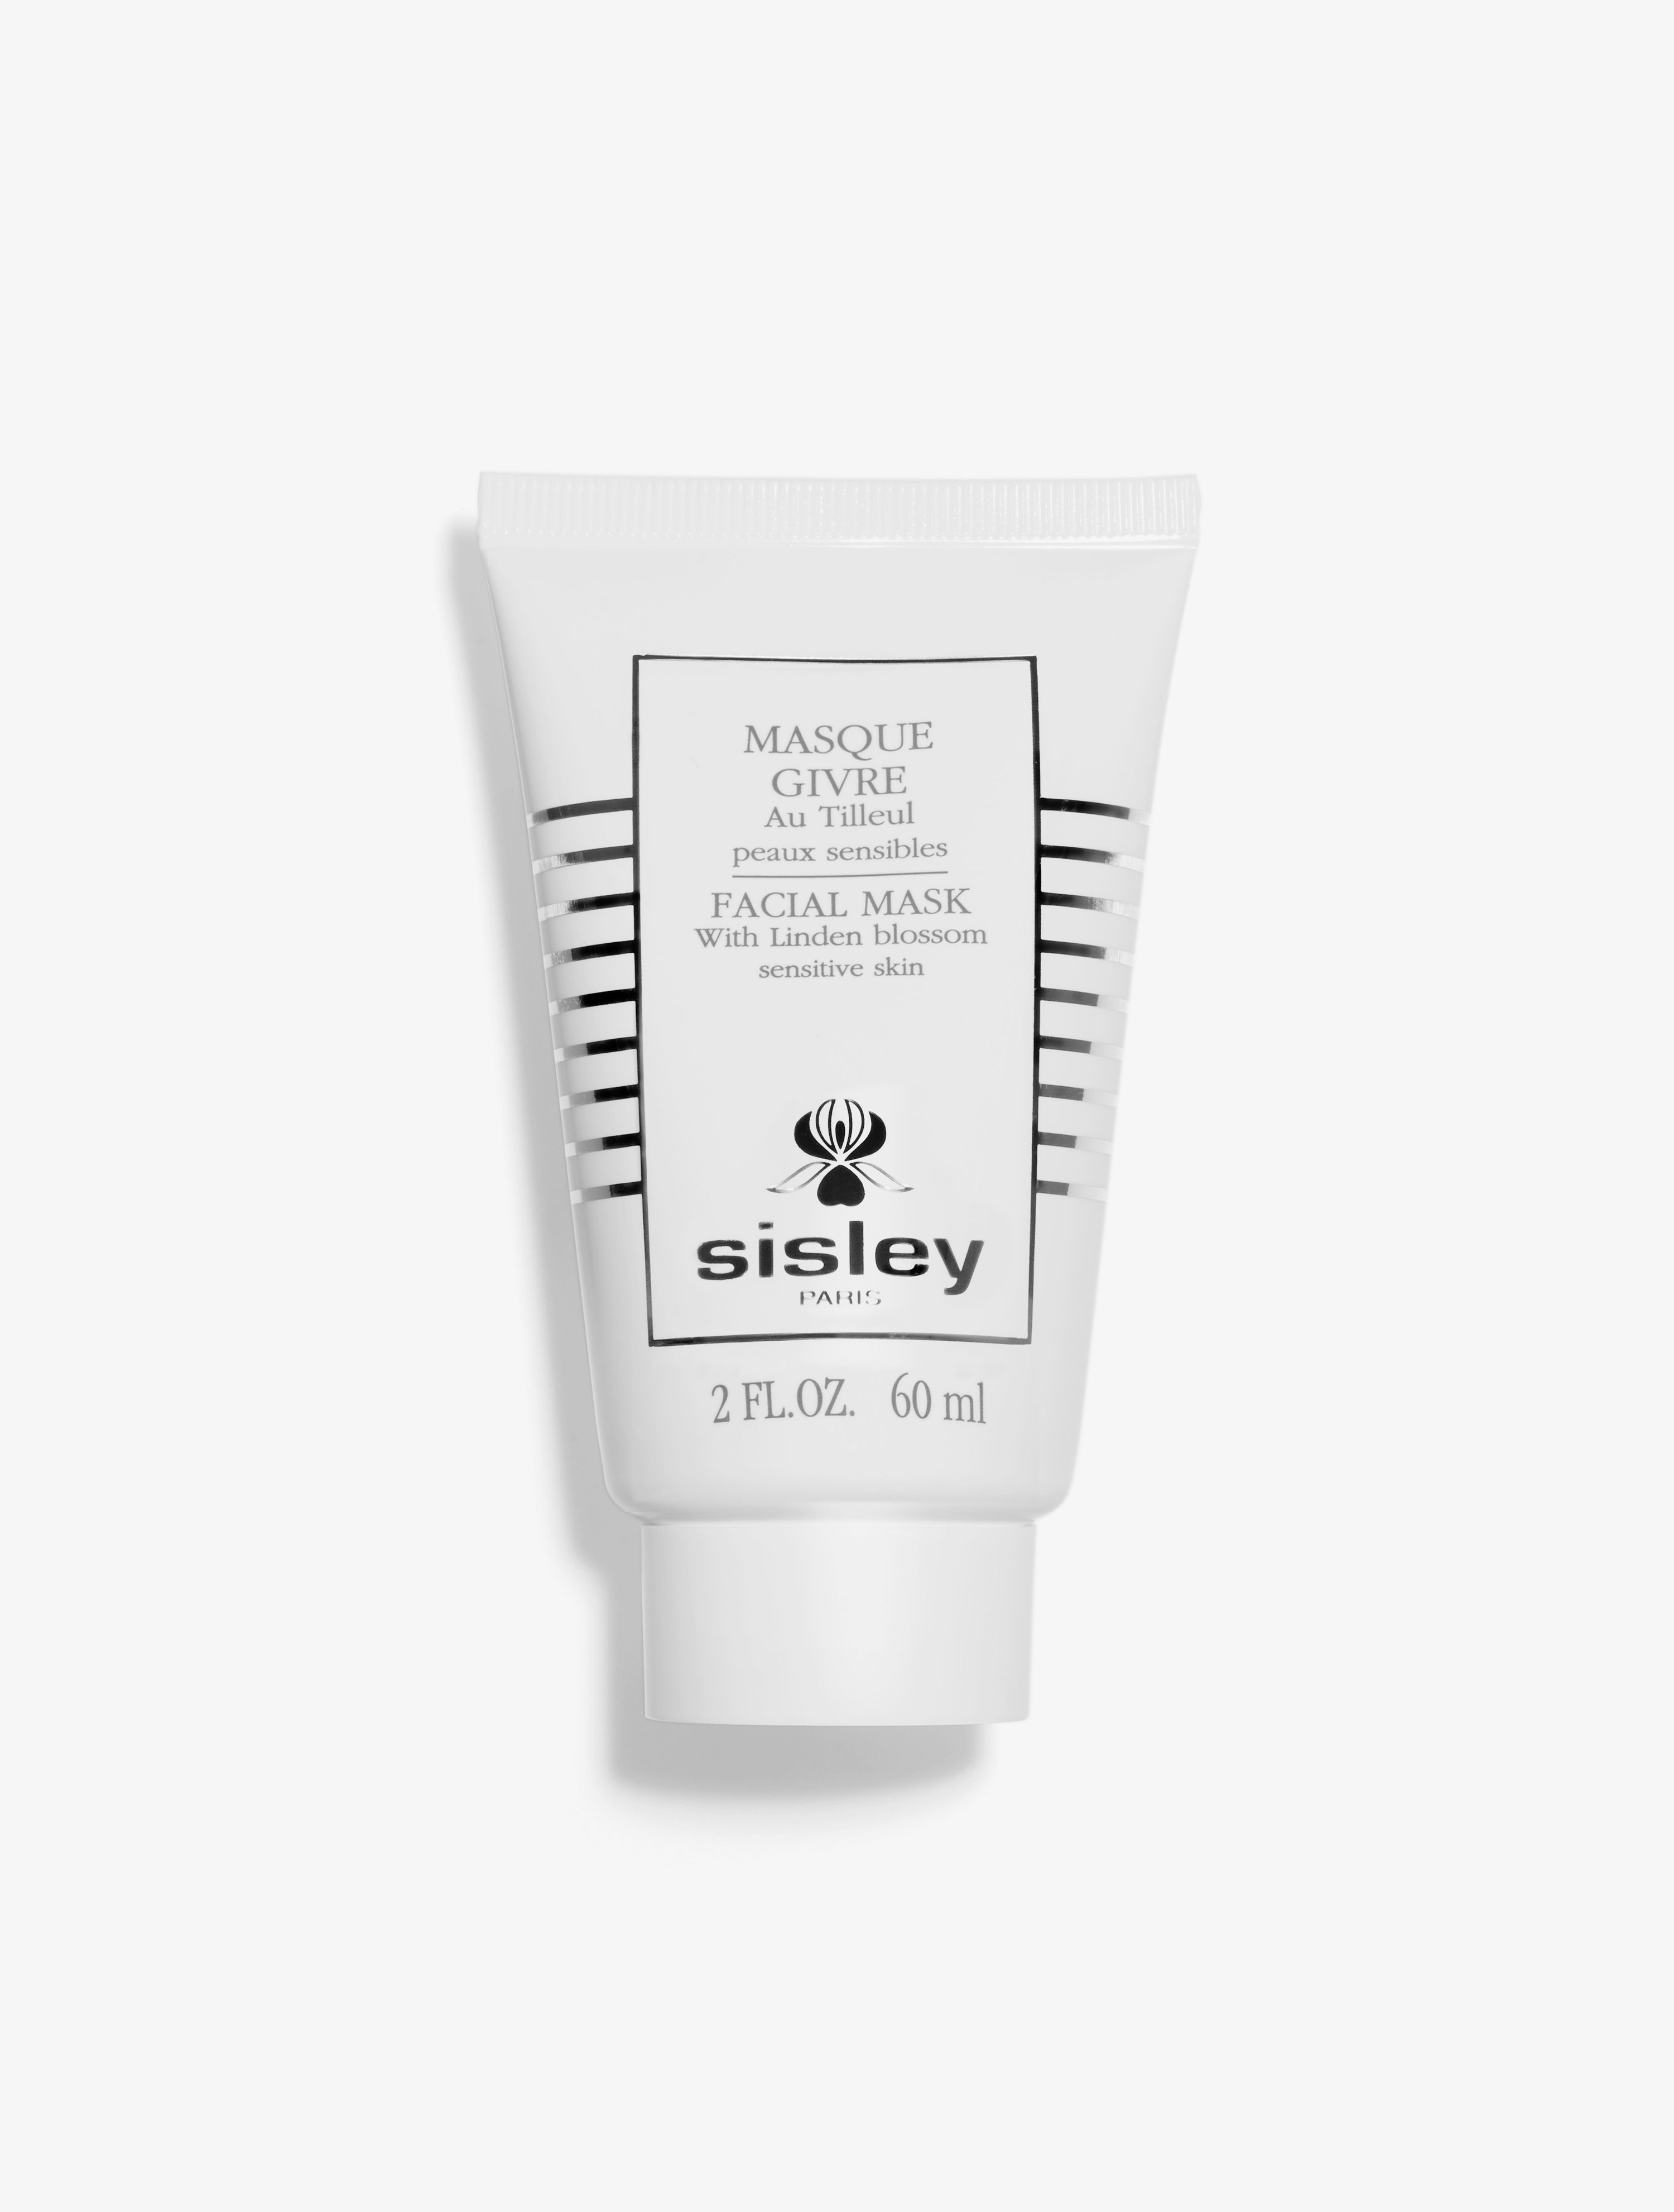 MASQUE
GIVRE
Au Tilleul
peaux sensibles
FACIAL MASK
With Linden blossom
sensitive skin
sisley
PARIS
2 FL.OZ. 60 ml